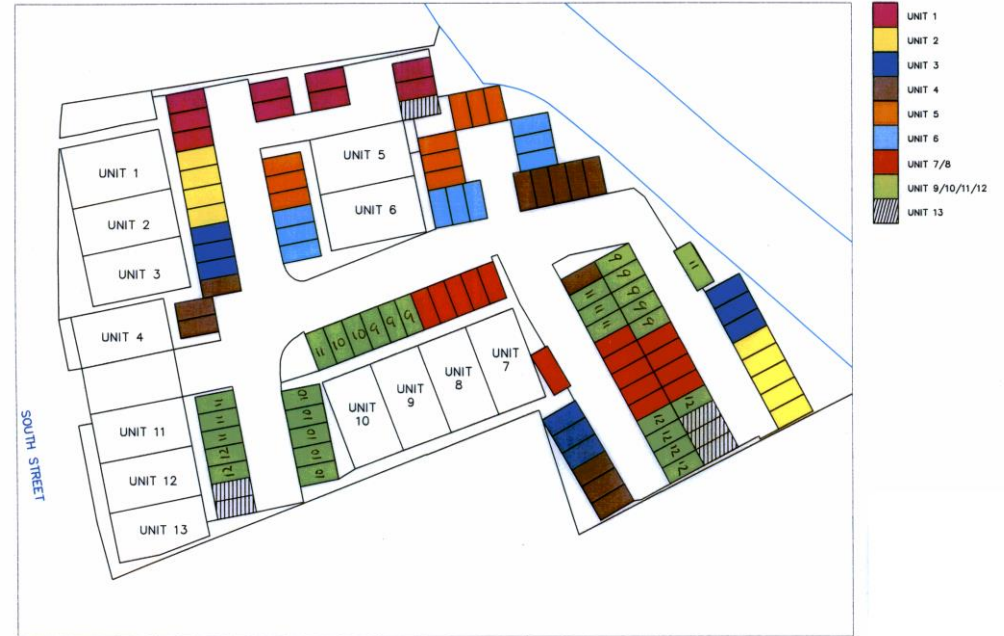 UNIT 1
UNIT 2
UNIT 3
UNIT 4
UNIT 5
UNIT 6
UNIT 7/8
UNIT 9/10/11/12
UNIT 13
UNIT 1
UNIT 2
UNIT 3
UNIT 4
UNIT 5
UNIT 6
UNIT 7
UNIT 8
UNIT 9
UNIT 10
UNIT 11
UNIT 12
UNIT 13
SOUTH STREET
11 10 10 9 9 9
11
11
11
12
12
10
10
10
10
10
9
11 9
11 9
11 9
11
12
12
12
12
12